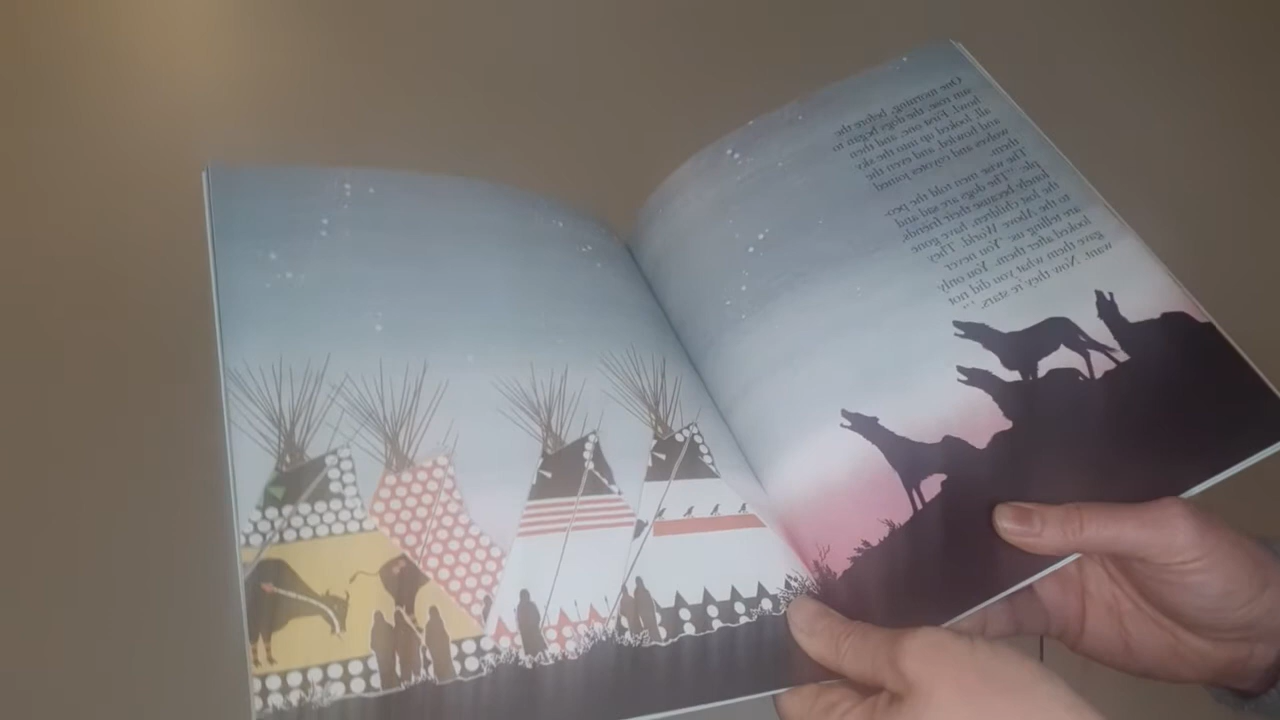 One morning, before the
sun rose, the dogs began to
howl. First one and then
all, looked up into the sky
and howled, and even the
wolves and coyotes joined
them.
The wise men told the peo-
ple: "The dogs are sad and
lonely because their friends,
the lost children, have gone
to the Above World. They
are telling us: 'You never
looked after them. You only
gave them what you did not
want. Now they're stars.'"